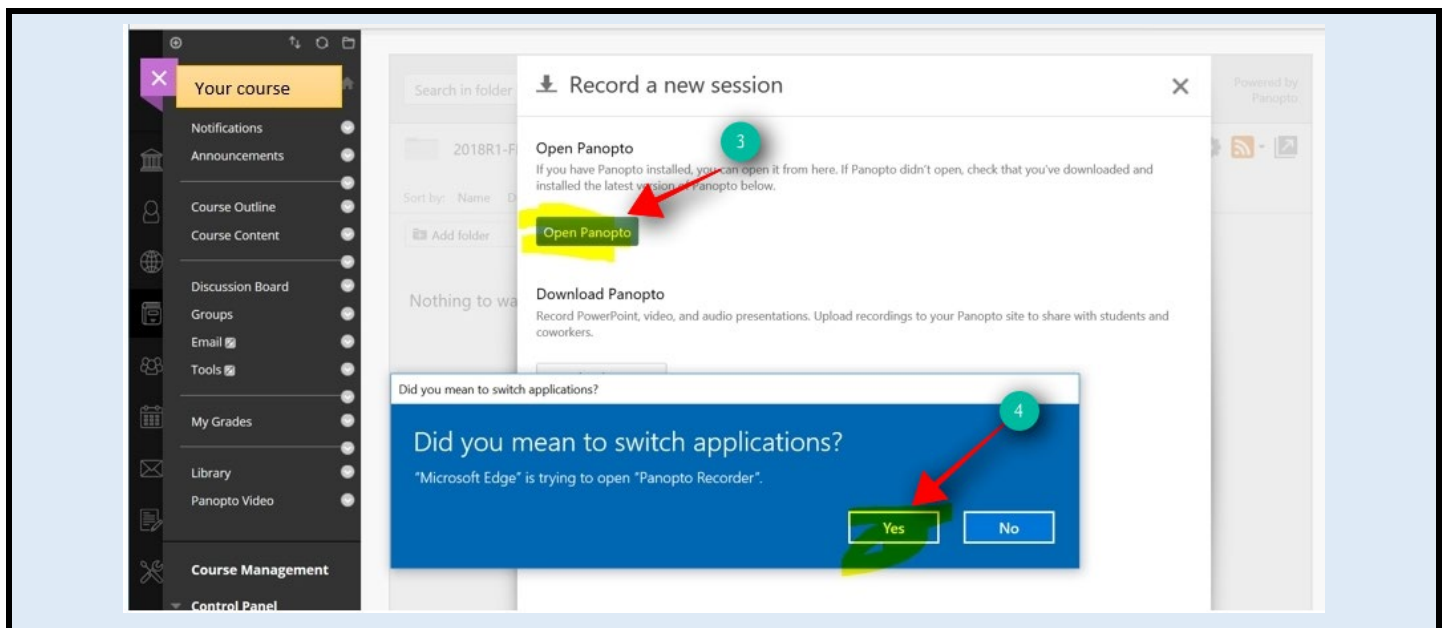 Your course
Notifications
Announcements
Course Outline
Course Content
Discussion Board
Groups
Email
Tools
My Grades
Library
Panopto Video
Course Management
Control Panel
Search in folder
2018R1-F
Sort by: Name D
Add folder
Nothing to wa
Powered by
Panopto
Record a new session
Open Panopto
3
If you have Panopto installed, you can open it from here. If Panopto didn't open, check that you've downloaded and
installed the latest version of Panopto below.
Open Panopto
Download Panopto
Record PowerPoint, video, and audio presentations. Upload recordings to your Panopto site to share with students and
coworkers.
Did you mean to switch applications?
4
Did you mean to switch applications?
"Microsoft Edge" is trying to open "Panopto Recorder".
Yes
No